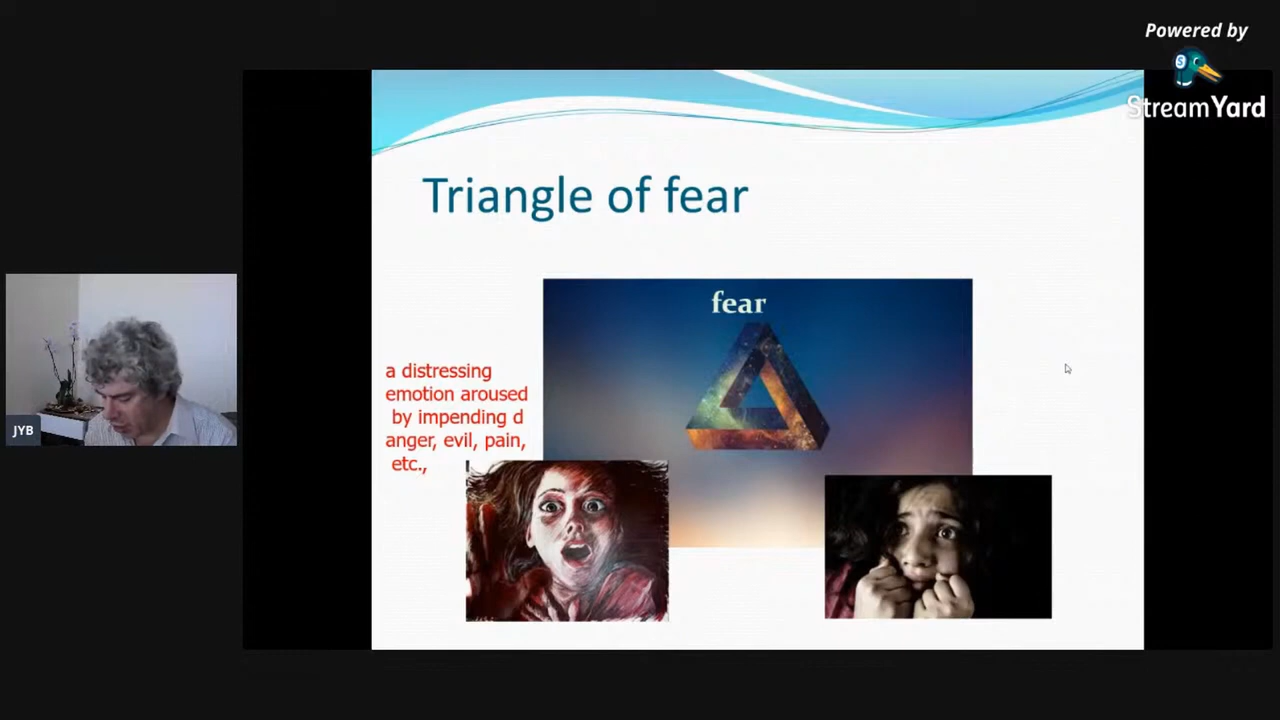 Powered by
StreamYard
Triangle of fear
fear
a distressing
emotion aroused
by impending d
anger, evil, pain,
etc.,
JYB